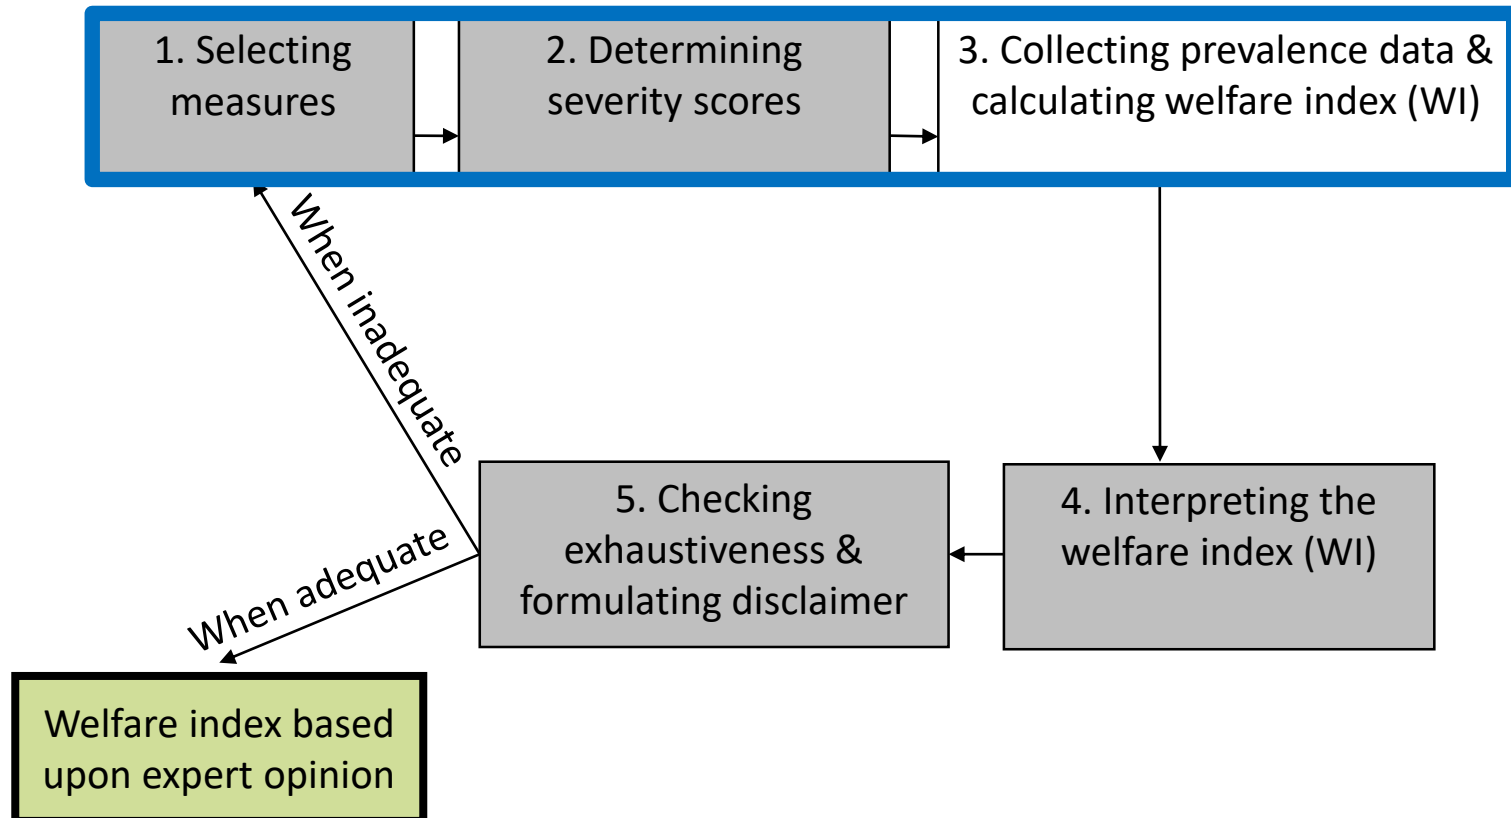 1. Selecting
measures
2. Determining
severity scores
3. Collecting prevalence data &
calculating welfare index (WI)
When inadequate
4. Interpreting the
welfare index (WI)
5. Checking
exhaustiveness &
formulating disclaimer
When adequate
Welfare index based
upon expert opinion